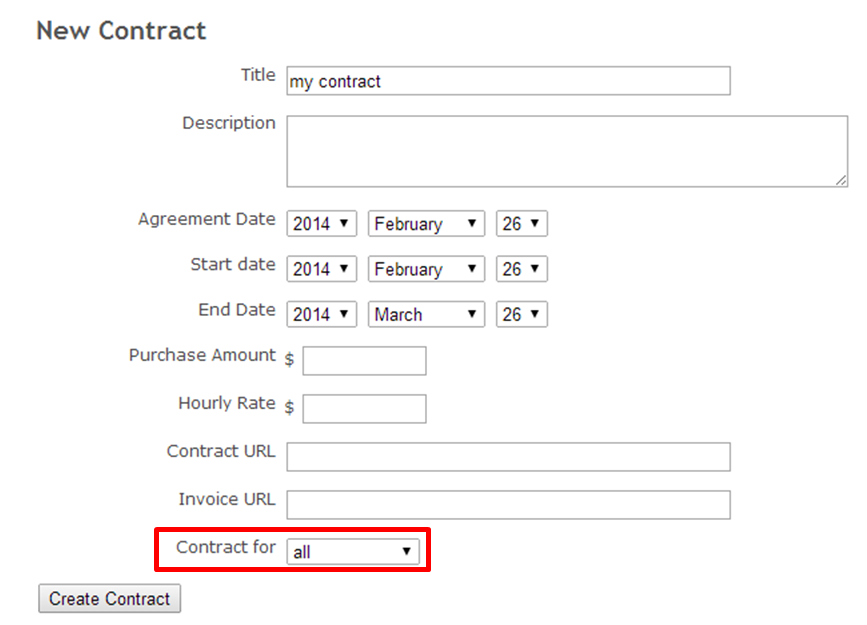 New Contract
Title my contract
Description
Agreement Date 2014 February 26
Start date 2014 February 26
End Date 2014 March 26
Purchase Amount $
Hourly Rate $
Contract URL
Invoice URL
Contract for all
Create Contract